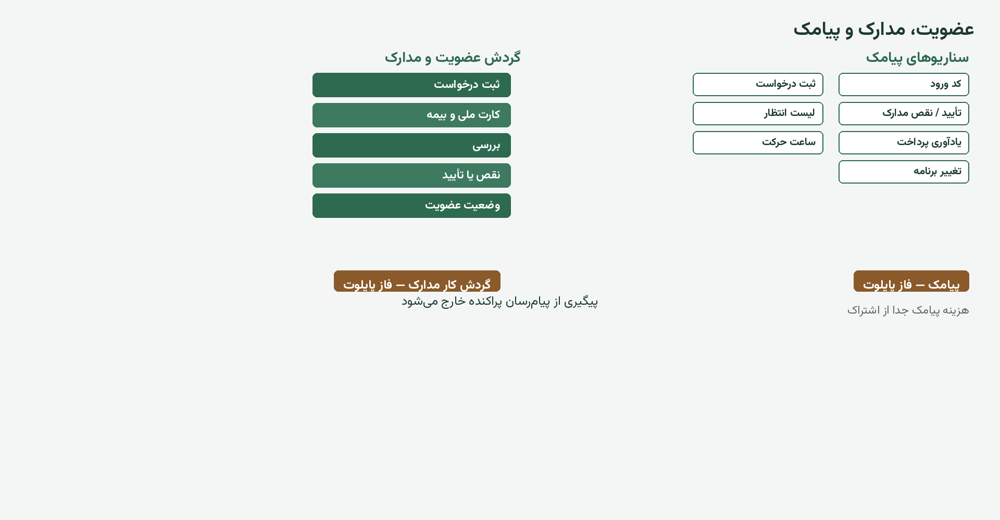 عضویت، مدارک و پیامک
سناریوهای پیامک
کد ورود
ثبت درخواست
تأیید / نقص مدارک
لیست انتظار
یادآوری پرداخت
ساعت حرکت
تغییر برنامه
پیامک — فاز پایلوت
هزینه پیامک جدا از اشتراک
گردش عضویت و مدارک
ثبت درخواست
کارت ملی و بیمه
بررسی
نقص یا تأیید
وضعیت عضویت
گردش کار مدارک — فاز پایلوت
پیگیری از پیام‌رسان پراکنده خارج می‌شود